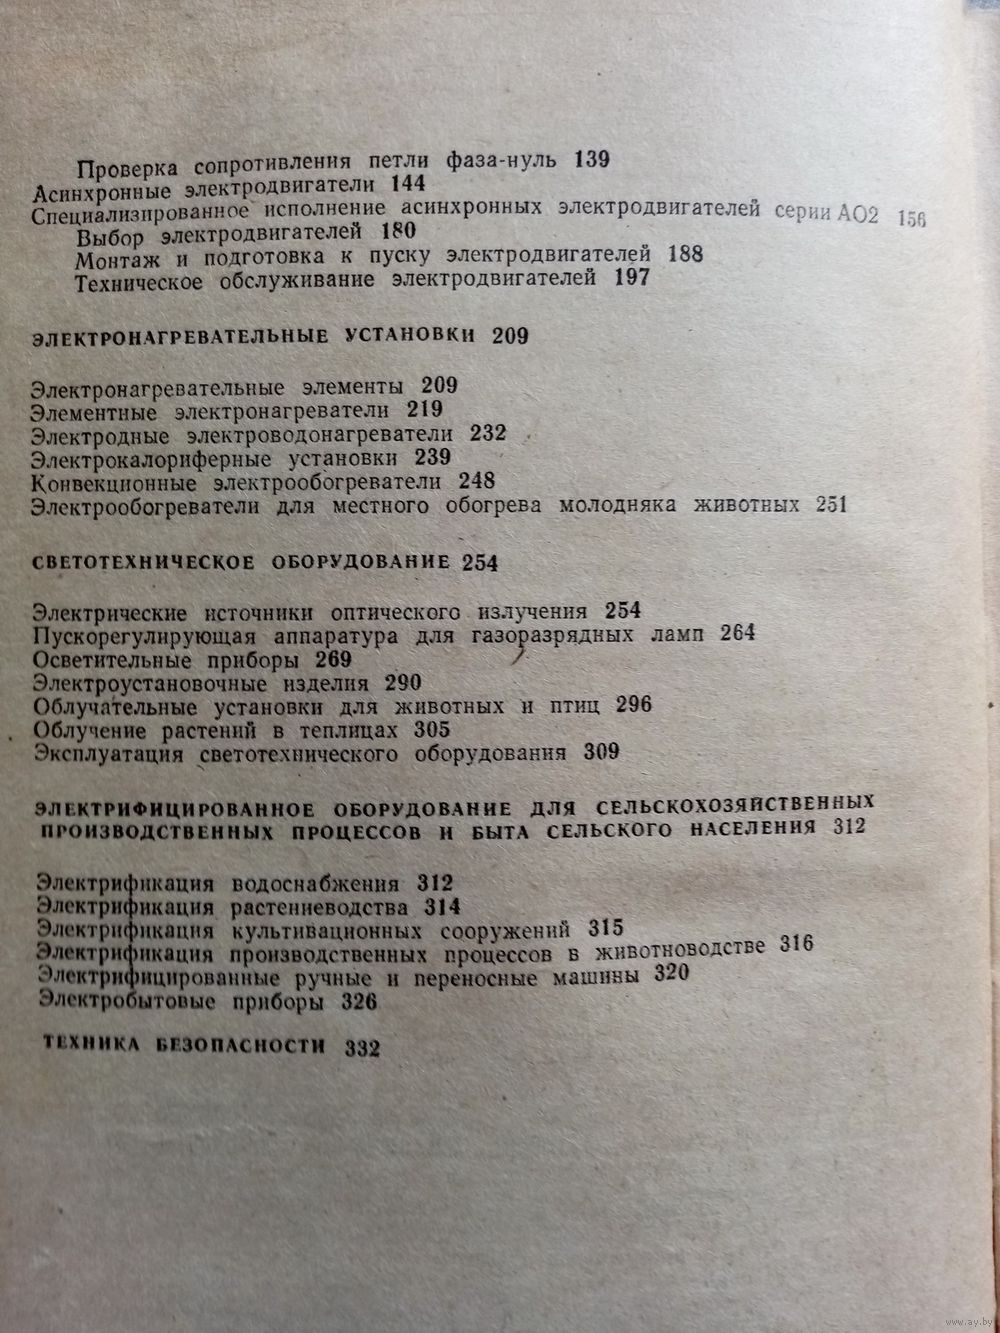 Проверка сопротивления петли фаза-нуль 139
Асинхронные электродвигатели 144
Специализированное исполнение асинхронных электродвигателей серии АО2 156
Выбор электродвигателей 180
Монтаж и подготовка к пуску электродвигателей 188
Техническое обслуживание электродвигателей 197
ЭЛЕКТРОНАГРЕВАТЕЛЬНЫЕ УСТАНОВКИ 209
Электронагревательные элементы 209
Элементные электронагреватели 219
Электродные электроводонагреватели 232
Электрокалориферные установки 239
Конвекционные электрообогреватели 248
Электрообогреватели для местного обогрева молодняка животных 251
СВЕТОТЕХНИЧЕСКОЕ ОБОРУДОВАНИЕ 254
Электрические источники оптического излучения 254
Пускорегулирующая аппаратура для газоразрядных ламп 264
Осветительные приборы 269
Электроустановочные изделия 290
Облучательные установки для животных и птиц 296
Облучение растений в теплицах 305
Эксплуатация светотехнического оборудования 309
ЭЛЕКТРИФИЦИРОВАННОЕ ОБОРУДОВАНИЕ ДЛЯ СЕЛЬСКОХОЗЯЙСТВЕННЫХ
ПРОИЗВОДСТВЕННЫХ ПРОЦЕССОВ И БЫТА СЕЛЬСКОГО НАСЕЛЕНИЯ 312
Электрификация водоснабжения 312
Электрификация растениеводства 314
Электрификация культивационных сооружений 315
Электрификация производственных процессов в животноводстве 316
Электрифицированные ручные и переносные машины 320
Электробытовые приборы 326
ТЕХНИКА БЕЗОПАСНОСТИ 332
www.ay.by